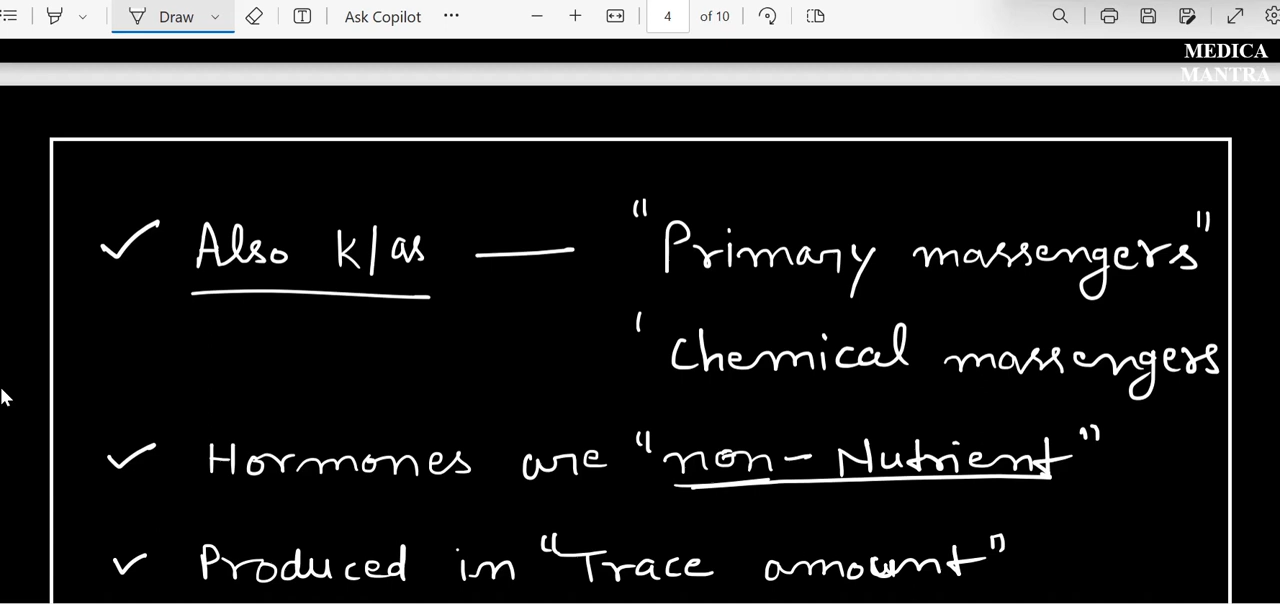 Draw
Ask Copilot
4 of 10
MEDICA
MANTRA
✓ Also k/as — "Primary massengers"
' Chemical massengers
✓ Hormones are "non-Nutrient"
✓ Produced in "Trace amount"